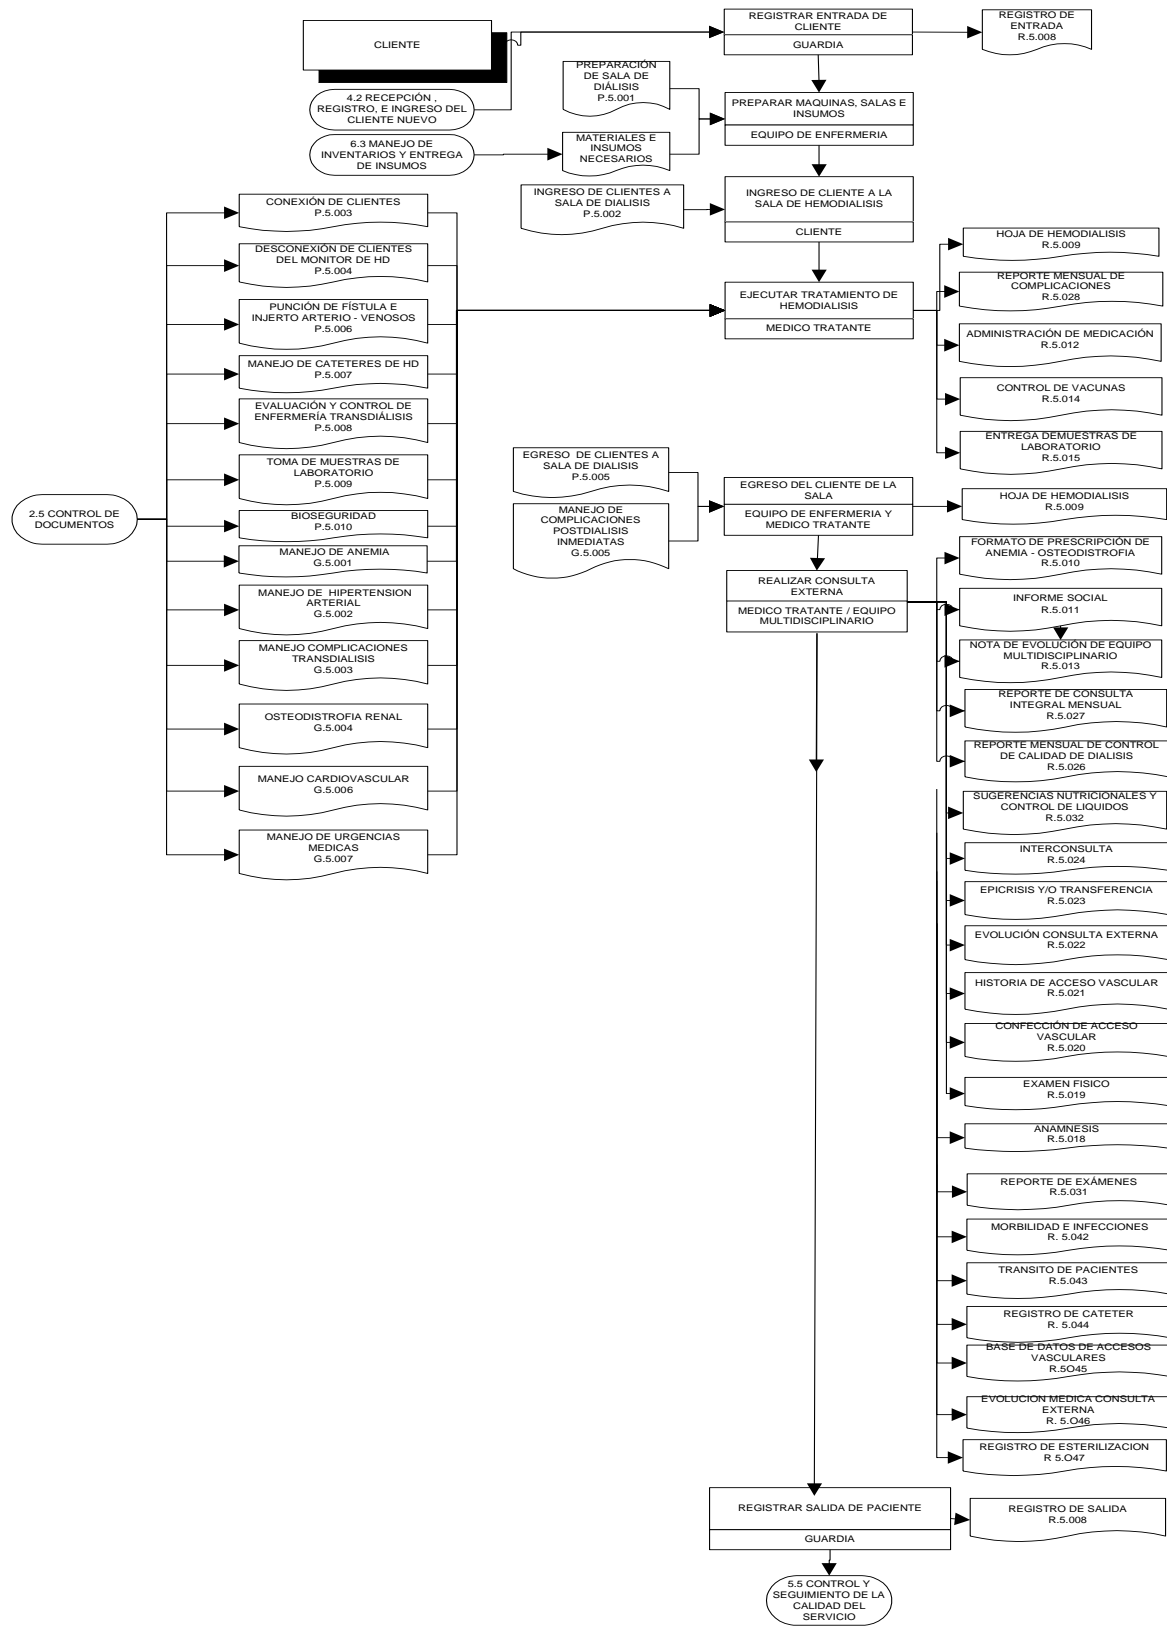 REGISTRAR ENTRADA DE
CLIENTE
GUARDIA
REGISTRO DE
ENTRADA
R.5.008
CLIENTE
4.2 RECEPCIÓN ,
REGISTRO, E INGRESO DEL
CLIENTE NUEVO
PREPARACIÓN
DE SALA DE
DIÁLISIS
P.5.001
PREPARAR MAQUINAS, SALAS E
INSUMOS
EQUIPO DE ENFERMERIA
6.3 MANEJO DE
INVENTARIOS Y ENTREGA
DE INSUMOS
MATERIALES E
INSUMOS
NECESARIOS
INGRESO DE CLIENTES A
SALA DE DIALISIS
P.5.002
INGRESO DE CLIENTE A LA
SALA DE HEMODIALISIS
CLIENTE
EJECUTAR TRATAMIENTO DE
HEMODIALISIS
MEDICO TRATANTE
2.5 CONTROL DE
DOCUMENTOS
CONEXIÓN DE CLIENTES
P.5.003
DESCONEXIÓN DE CLIENTES
DEL MONITOR DE HD
P.5.004
PUNCIÓN DE FÍSTULA E
INJERTO ARTERIO - VENOSOS
P.5.006
MANEJO DE CATETERES DE HD
P.5.007
EVALUACIÓN Y CONTROL DE
ENFERMERÍA TRANSDIÁLISIS
P.5.008
TOMA DE MUESTRAS DE
LABORATORIO
P.5.009
BIOSEGURIDAD
P.5.010
MANEJO DE ANEMIA
G.5.001
MANEJO DE HIPERTENSION
ARTERIAL
G.5.002
MANEJO COMPLICACIONES
TRANSDIALISIS
G.5.003
OSTEODISTROFIA RENAL
G.5.004
MANEJO CARDIOVASCULAR
G.5.006
MANEJO DE URGENCIAS
MEDICAS
G.5.007
HOJA DE HEMODIALISIS
R.5.009
REPORTE MENSUAL DE
COMPLICACIONES
R.5.028
ADMINISTRACIÓN DE MEDICACIÓN
R.5.012
CONTROL DE VACUNAS
R.5.014
ENTREGA DEMUESTRAS DE
LABORATORIO
R.5.015
EGRESO DE CLIENTES A
SALA DE DIALISIS
P.5.005
MANEJO DE
COMPLICACIONES
POSTDIALISIS
INMEDIATAS
G.5.005
EGRESO DEL CLIENTE DE LA
SALA
EQUIPO DE ENFERMERIA Y
MEDICO TRATANTE
HOJA DE HEMODIALISIS
R.5.009
REALIZAR CONSULTA
EXTERNA
MEDICO TRATANTE / EQUIPO
MULTIDISCIPLINARIO
FORMATO DE PRESCRIPCIÓN DE
ANEMIA - OSTEODISTROFIA
R.5.010
INFORME SOCIAL
R.5.011
NOTA DE EVOLUCIÓN DE EQUIPO
MULTIDISCIPLINARIO
R.5.013
REPORTE DE CONSULTA
INTEGRAL MENSUAL
R.5.027
REPORTE MENSUAL DE CONTROL
DE CALIDAD DE DIALISIS
R.5.026
SUGERENCIAS NUTRICIONALES Y
CONTROL DE LIQUIDOS
R.5.032
INTERCONSULTA
R.5.024
EPICRISIS Y/O TRANSFERENCIA
R.5.023
EVOLUCIÓN CONSULTA EXTERNA
R.5.022
HISTORIA DE ACCESO VASCULAR
R.5.021
CONFECCIÓN DE ACCESO
VASCULAR
R.5.020
EXAMEN FISICO
R.5.019
ANAMNESIS
R.5.018
REPORTE DE EXÁMENES
R.5.031
MORBILIDAD E INFECCIONES
R. 5.042
TRANSITO DE PACIENTES
R.5.043
REGISTRO DE CATETER
R. 5.044
BASE DE DATOS DE ACCESOS
VASCULARES
R.5O45
EVOLUCION MEDICA CONSULTA
EXTERNA
R. 5.O46
REGISTRO DE ESTERILIZACION
R 5.O47
REGISTRAR SALIDA DE PACIENTE
GUARDIA
REGISTRO DE SALIDA
R.5.008
5.5 CONTROL Y
SEGUIMIENTO DE LA
CALIDAD DEL
SERVICIO